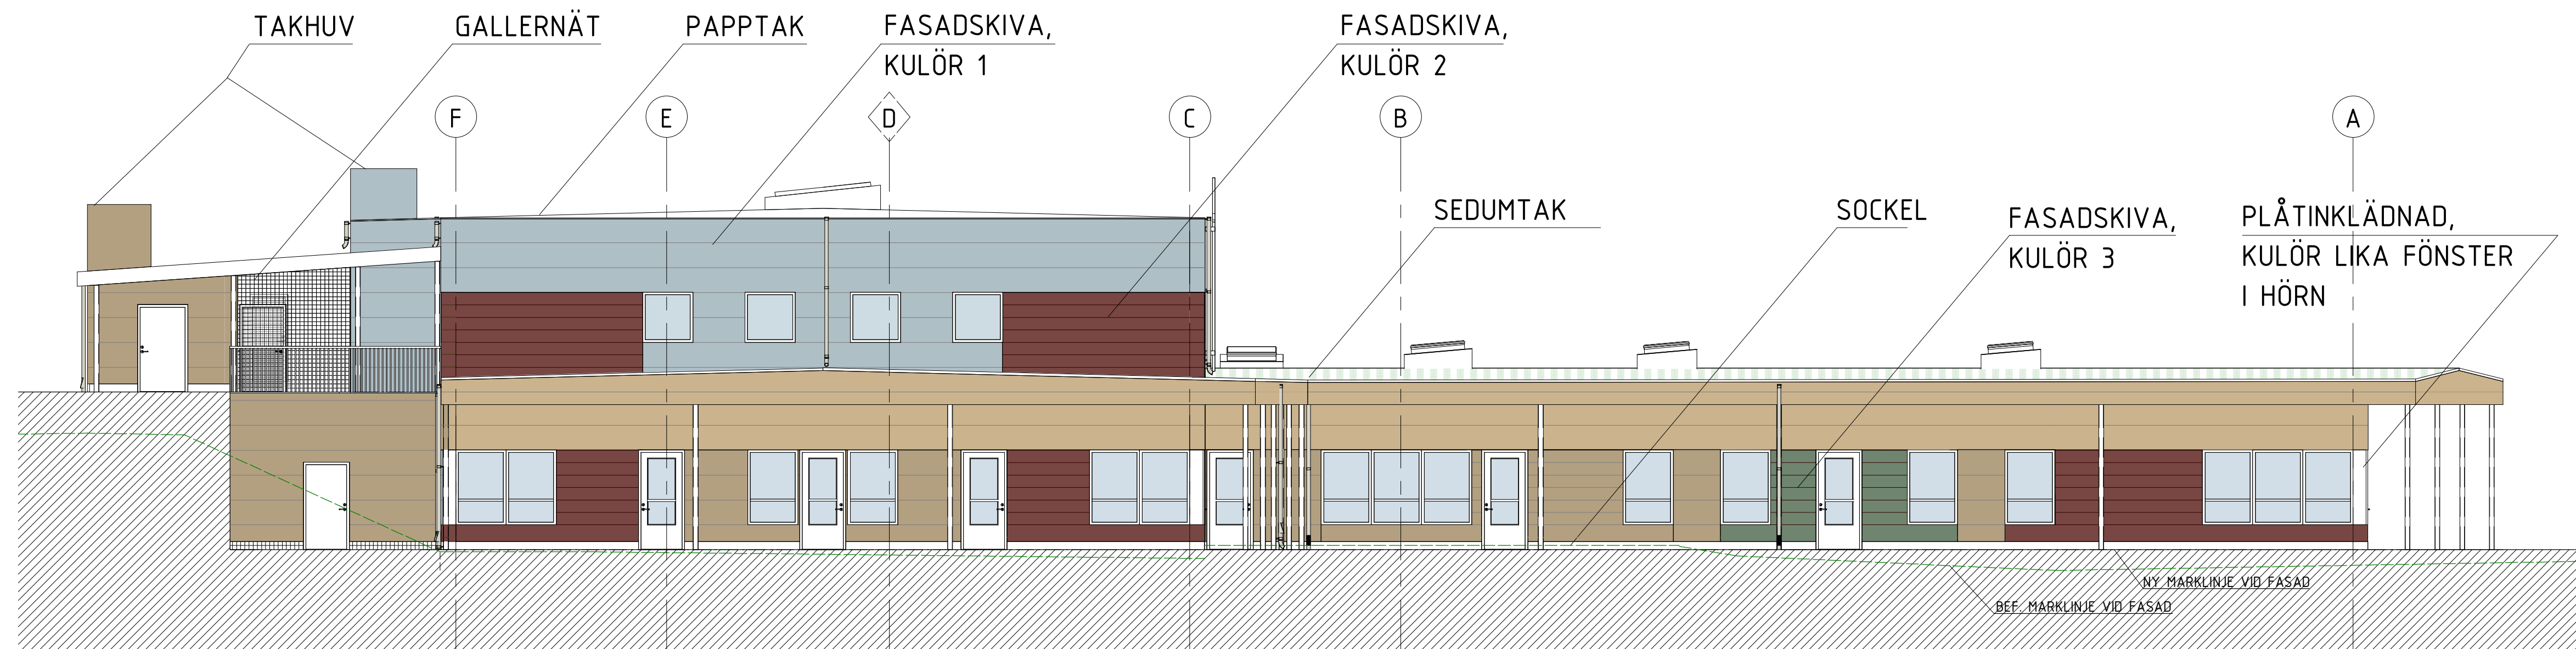 TAKHUV
GALLERNÄT
PAPPTAK
FASADSKIVA,
KULÖR 1
FASADSKIVA,
KULÖR 2
F
E
D
C
B
A
SEDUMTAK
SOCKEL
FASADSKIVA,
KULÖR 3
PLÅTINKLÄDNAD,
KULÖR LIKA FÖNSTER
I HÖRN
NY MARKLINJE VID FASAD
BEF. MARKLINJE VID FASAD